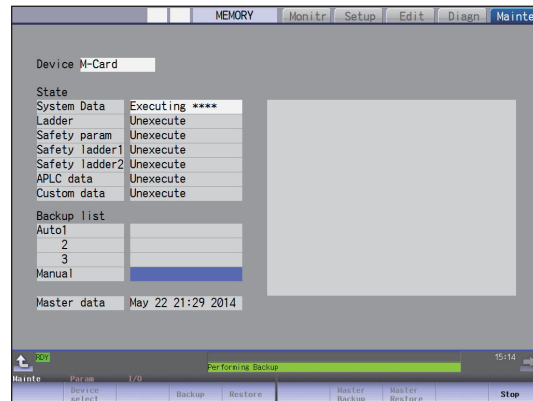 MEMORY Monitr Setup Edit Diagn Mainte
Device M-Card
State
System Data Executing ****
Ladder Unexecute
Safety param Unexecute
Safety ladder1 Unexecute
Safety ladder2 Unexecute
APLC data Unexecute
Custom data Unexecute
Backup list
Auto1
2
3
Manual
Master data May 22 21:29 2014
RDY 15:14
Performing Backup
Mainte Param I/O
Device select Backup Restore Master Backup Master Restore Stop